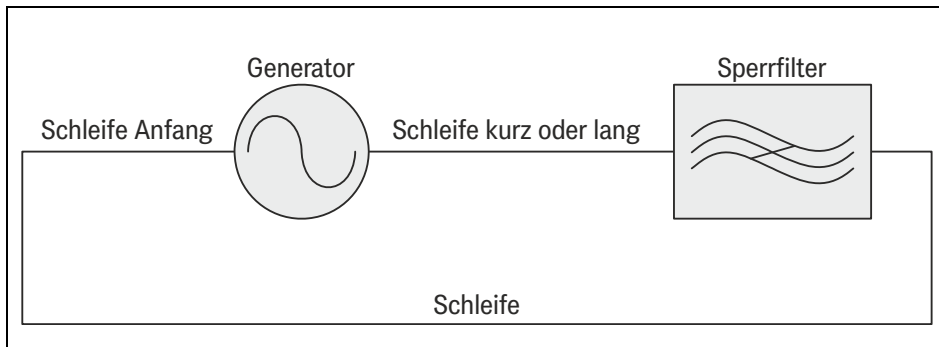 Generator
Sperrfilter
Schleife Anfang
Schleife kurz oder lang
Schleife